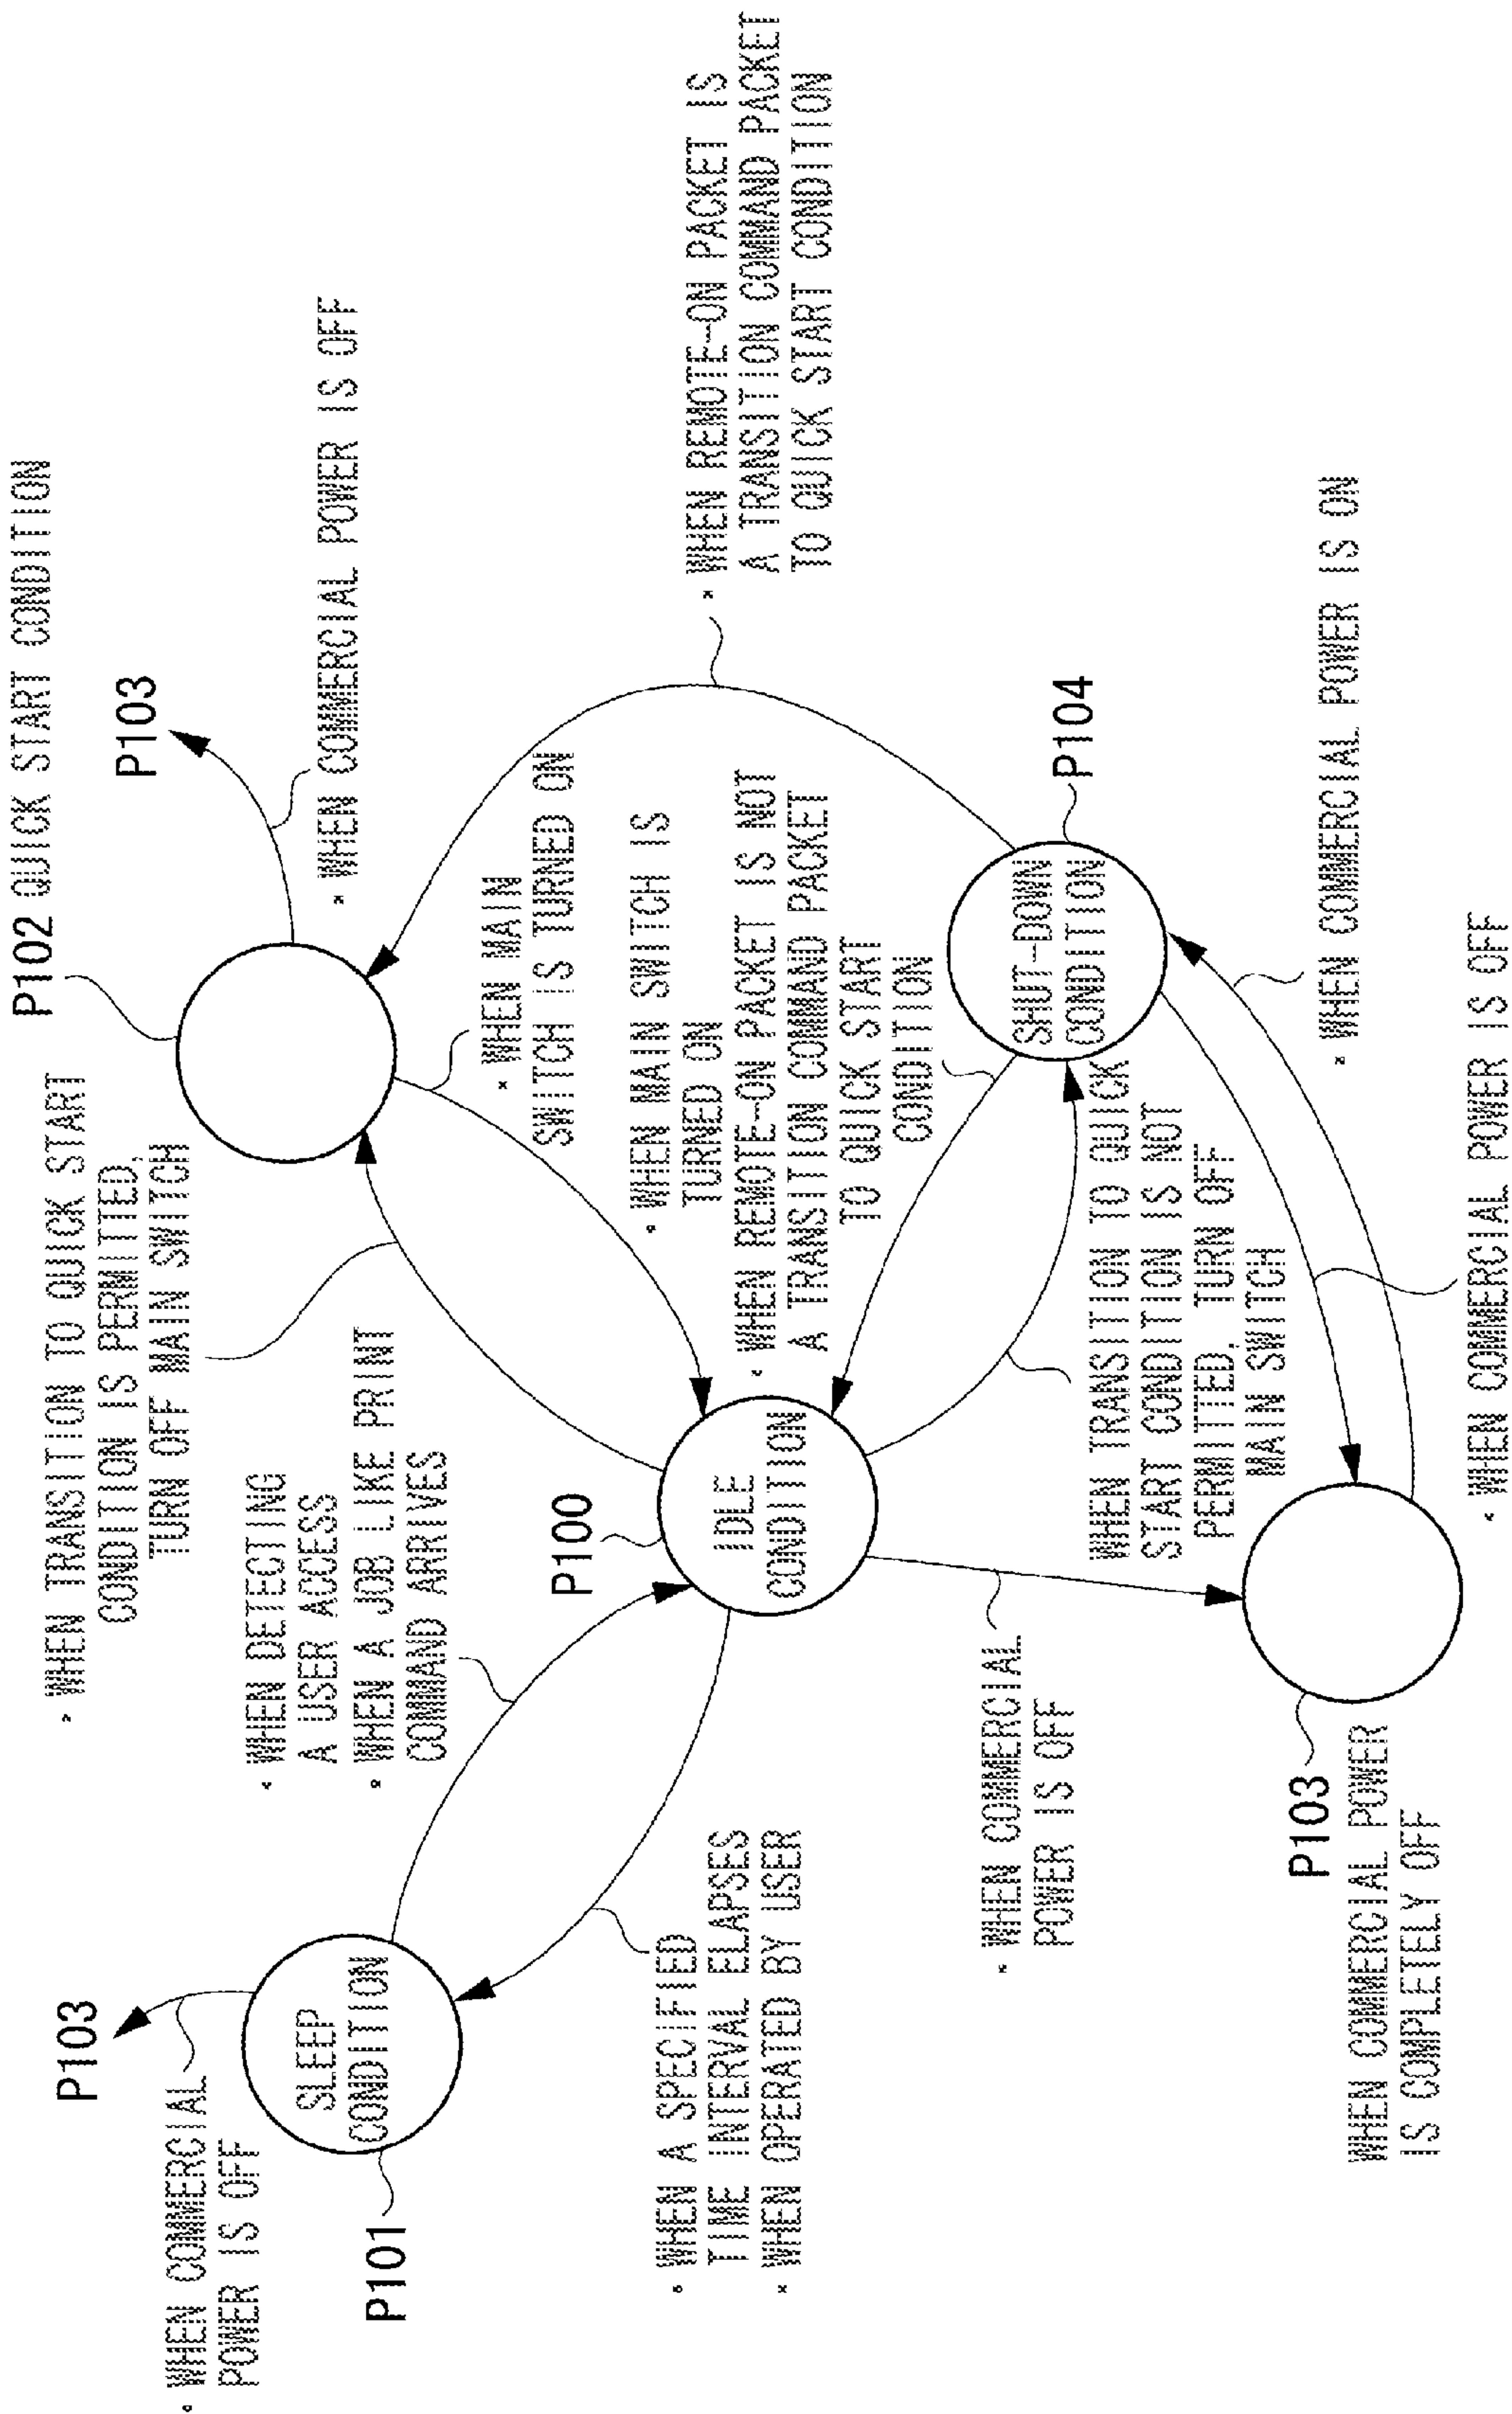 P102 QUICK START CONDITION
P103
WHEN COMMERCIAL POWER IS OFF
WHEN TRANSITION TO QUICK START
CONDITION IS PERMITTED,
TURN OFF MAIN SWITCH
P103
WHEN COMMERCIAL
POWER IS OFF
SLEEP
CONDITION
P101
WHEN DETECTING
A USER ACCESS
WHEN A JOB LIKE PRINT
COMMAND ARRIVES
WHEN MAIN
SWITCH IS TURNED ON
P100
IDLE
CONDITION
WHEN A SPECIFIED
TIME INTERVAL ELAPSES
WHEN OPERATED BY USER
WHEN MAIN SWITCH IS
TURNED ON
WHEN REMOTE-ON PACKET IS NOT
A TRANSITION COMMAND PACKET
TO QUICK START
CONDITION
WHEN REMOTE-ON PACKET IS
A TRANSITION COMMAND PACKET
TO QUICK START CONDITION
SHUT-DOWN
CONDITION
P104
WHEN COMMERCIAL
POWER IS OFF
WHEN TRANSITION TO QUICK
START CONDITION IS NOT
PERMITTED, TURN OFF
MAIN SWITCH
P103
WHEN COMMERCIAL POWER
IS COMPLETELY OFF
WHEN COMMERCIAL POWER IS ON
WHEN COMMERCIAL POWER IS OFF